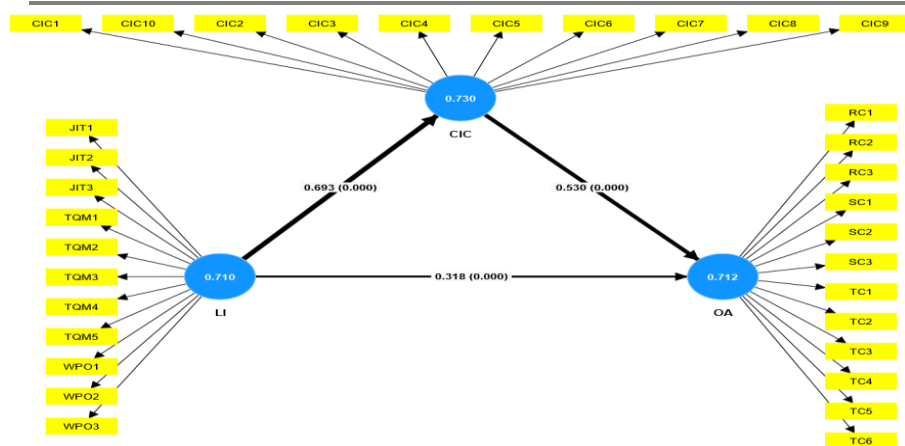 CIC1 CIC10 CIC2 CIC3 CIC4 CIC5 CIC6 CIC7 CIC8 CIC9
0.730
CIC
JIT1
JIT2
JIT3
TQM1
TQM2
TQM3
TQM4
TQM5
WPO1
WPO2
WPO3
0.693 (0.000)
0.530 (0.000)
0.710
LI
0.318 (0.000)
0.712
OA
RC1
RC2
RC3
SC1
SC2
SC3
TC1
TC2
TC3
TC4
TC5
TC6